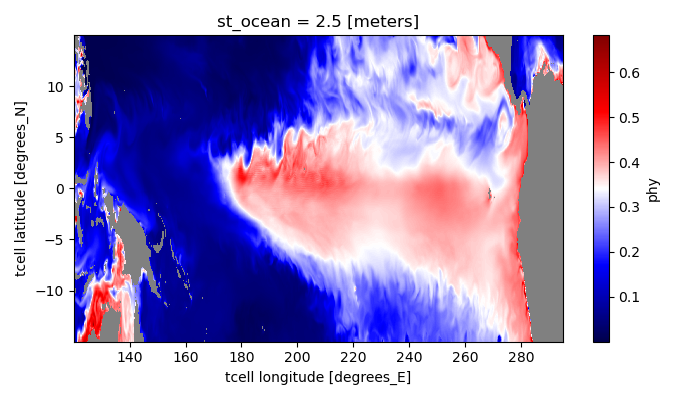 st_ocean = 2.5 [meters]
10
5
0
−5
−10
tcell latitude [degrees_N]
140 160 180 200 220 240 260 280
tcell longitude [degrees_E]
0.6
0.5
0.4
0.3
0.2
0.1
phy